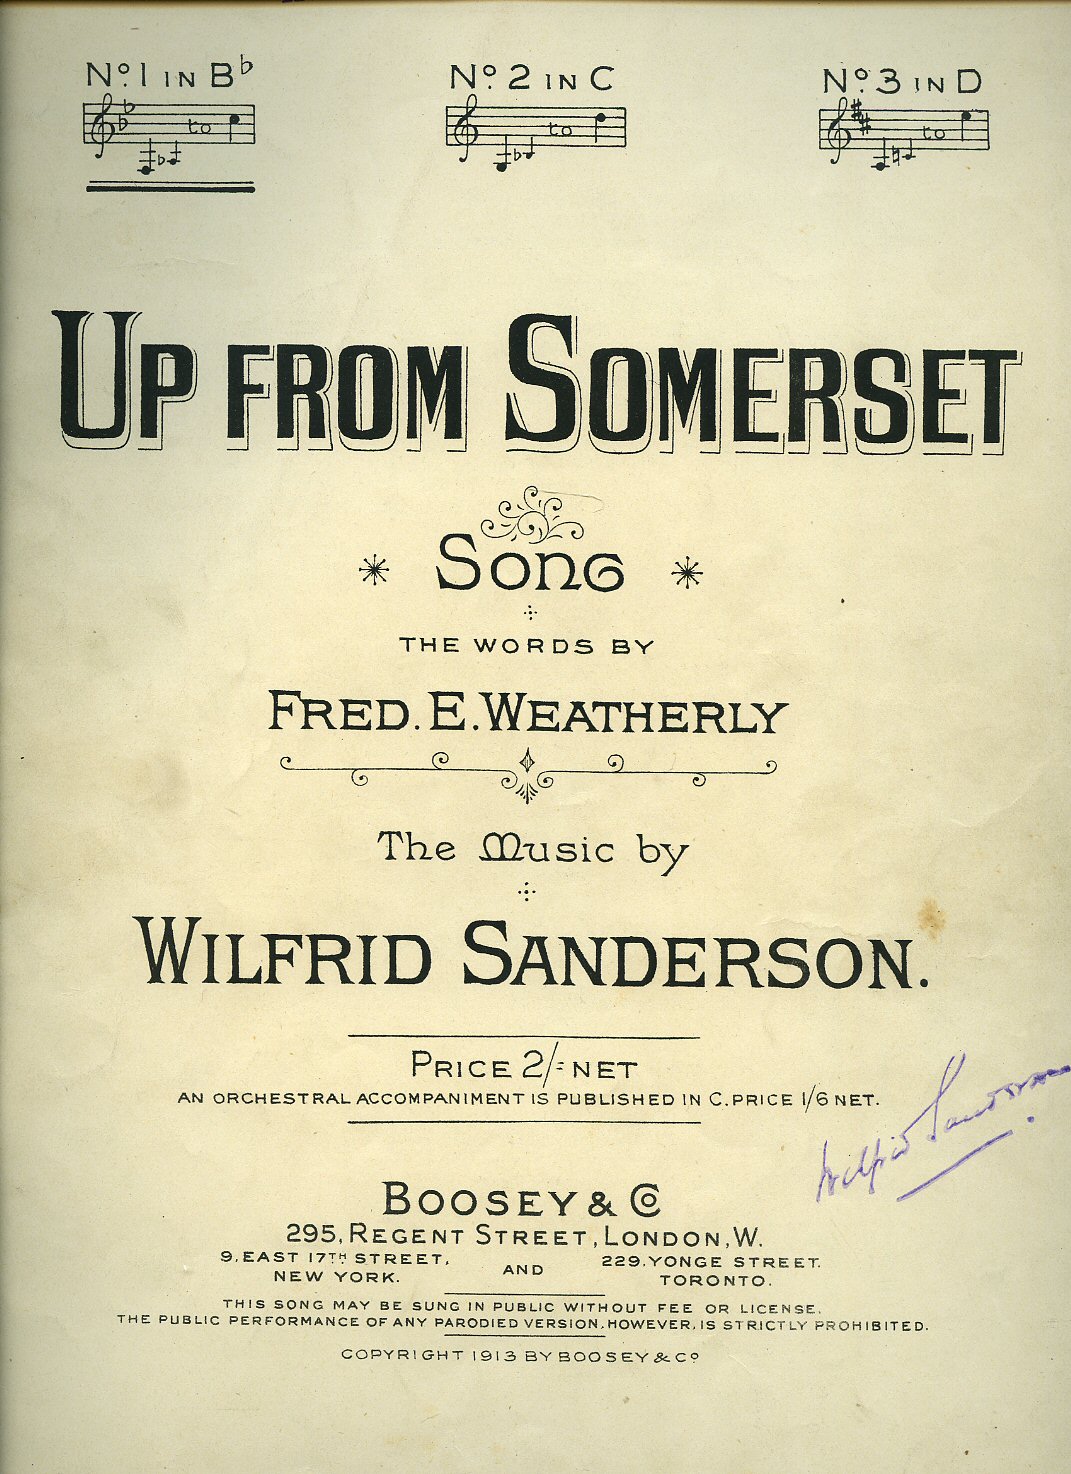 No. 1 IN B♭
to
No. 2 IN C
to
No. 3 IN D
to
UP FROM SOMERSET
SONG
THE WORDS BY
FRED. E. WEATHERLY
The Music by
WILFRID SANDERSON.
PRICE 2/- NET
AN ORCHESTRAL ACCOMPANIMENT IS PUBLISHED IN C. PRICE 1/6 NET.
Wilfrid Sanderson.
BOOSEY & Co
295, REGENT STREET, LONDON, W.
9, EAST 17TH STREET,
NEW YORK.
AND
229, YONGE STREET.
TORONTO.
THIS SONG MAY BE SUNG IN PUBLIC WITHOUT FEE OR LICENSE.
THE PUBLIC PERFORMANCE OF ANY PARODIED VERSION, HOWEVER, IS STRICTLY PROHIBITED.
COPYRIGHT 1913 BY BOOSEY & Co